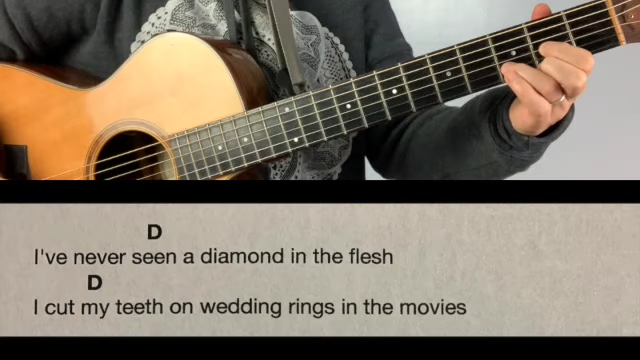 D
I've never seen a diamond in the flesh
D
I cut my teeth on wedding rings in the movies